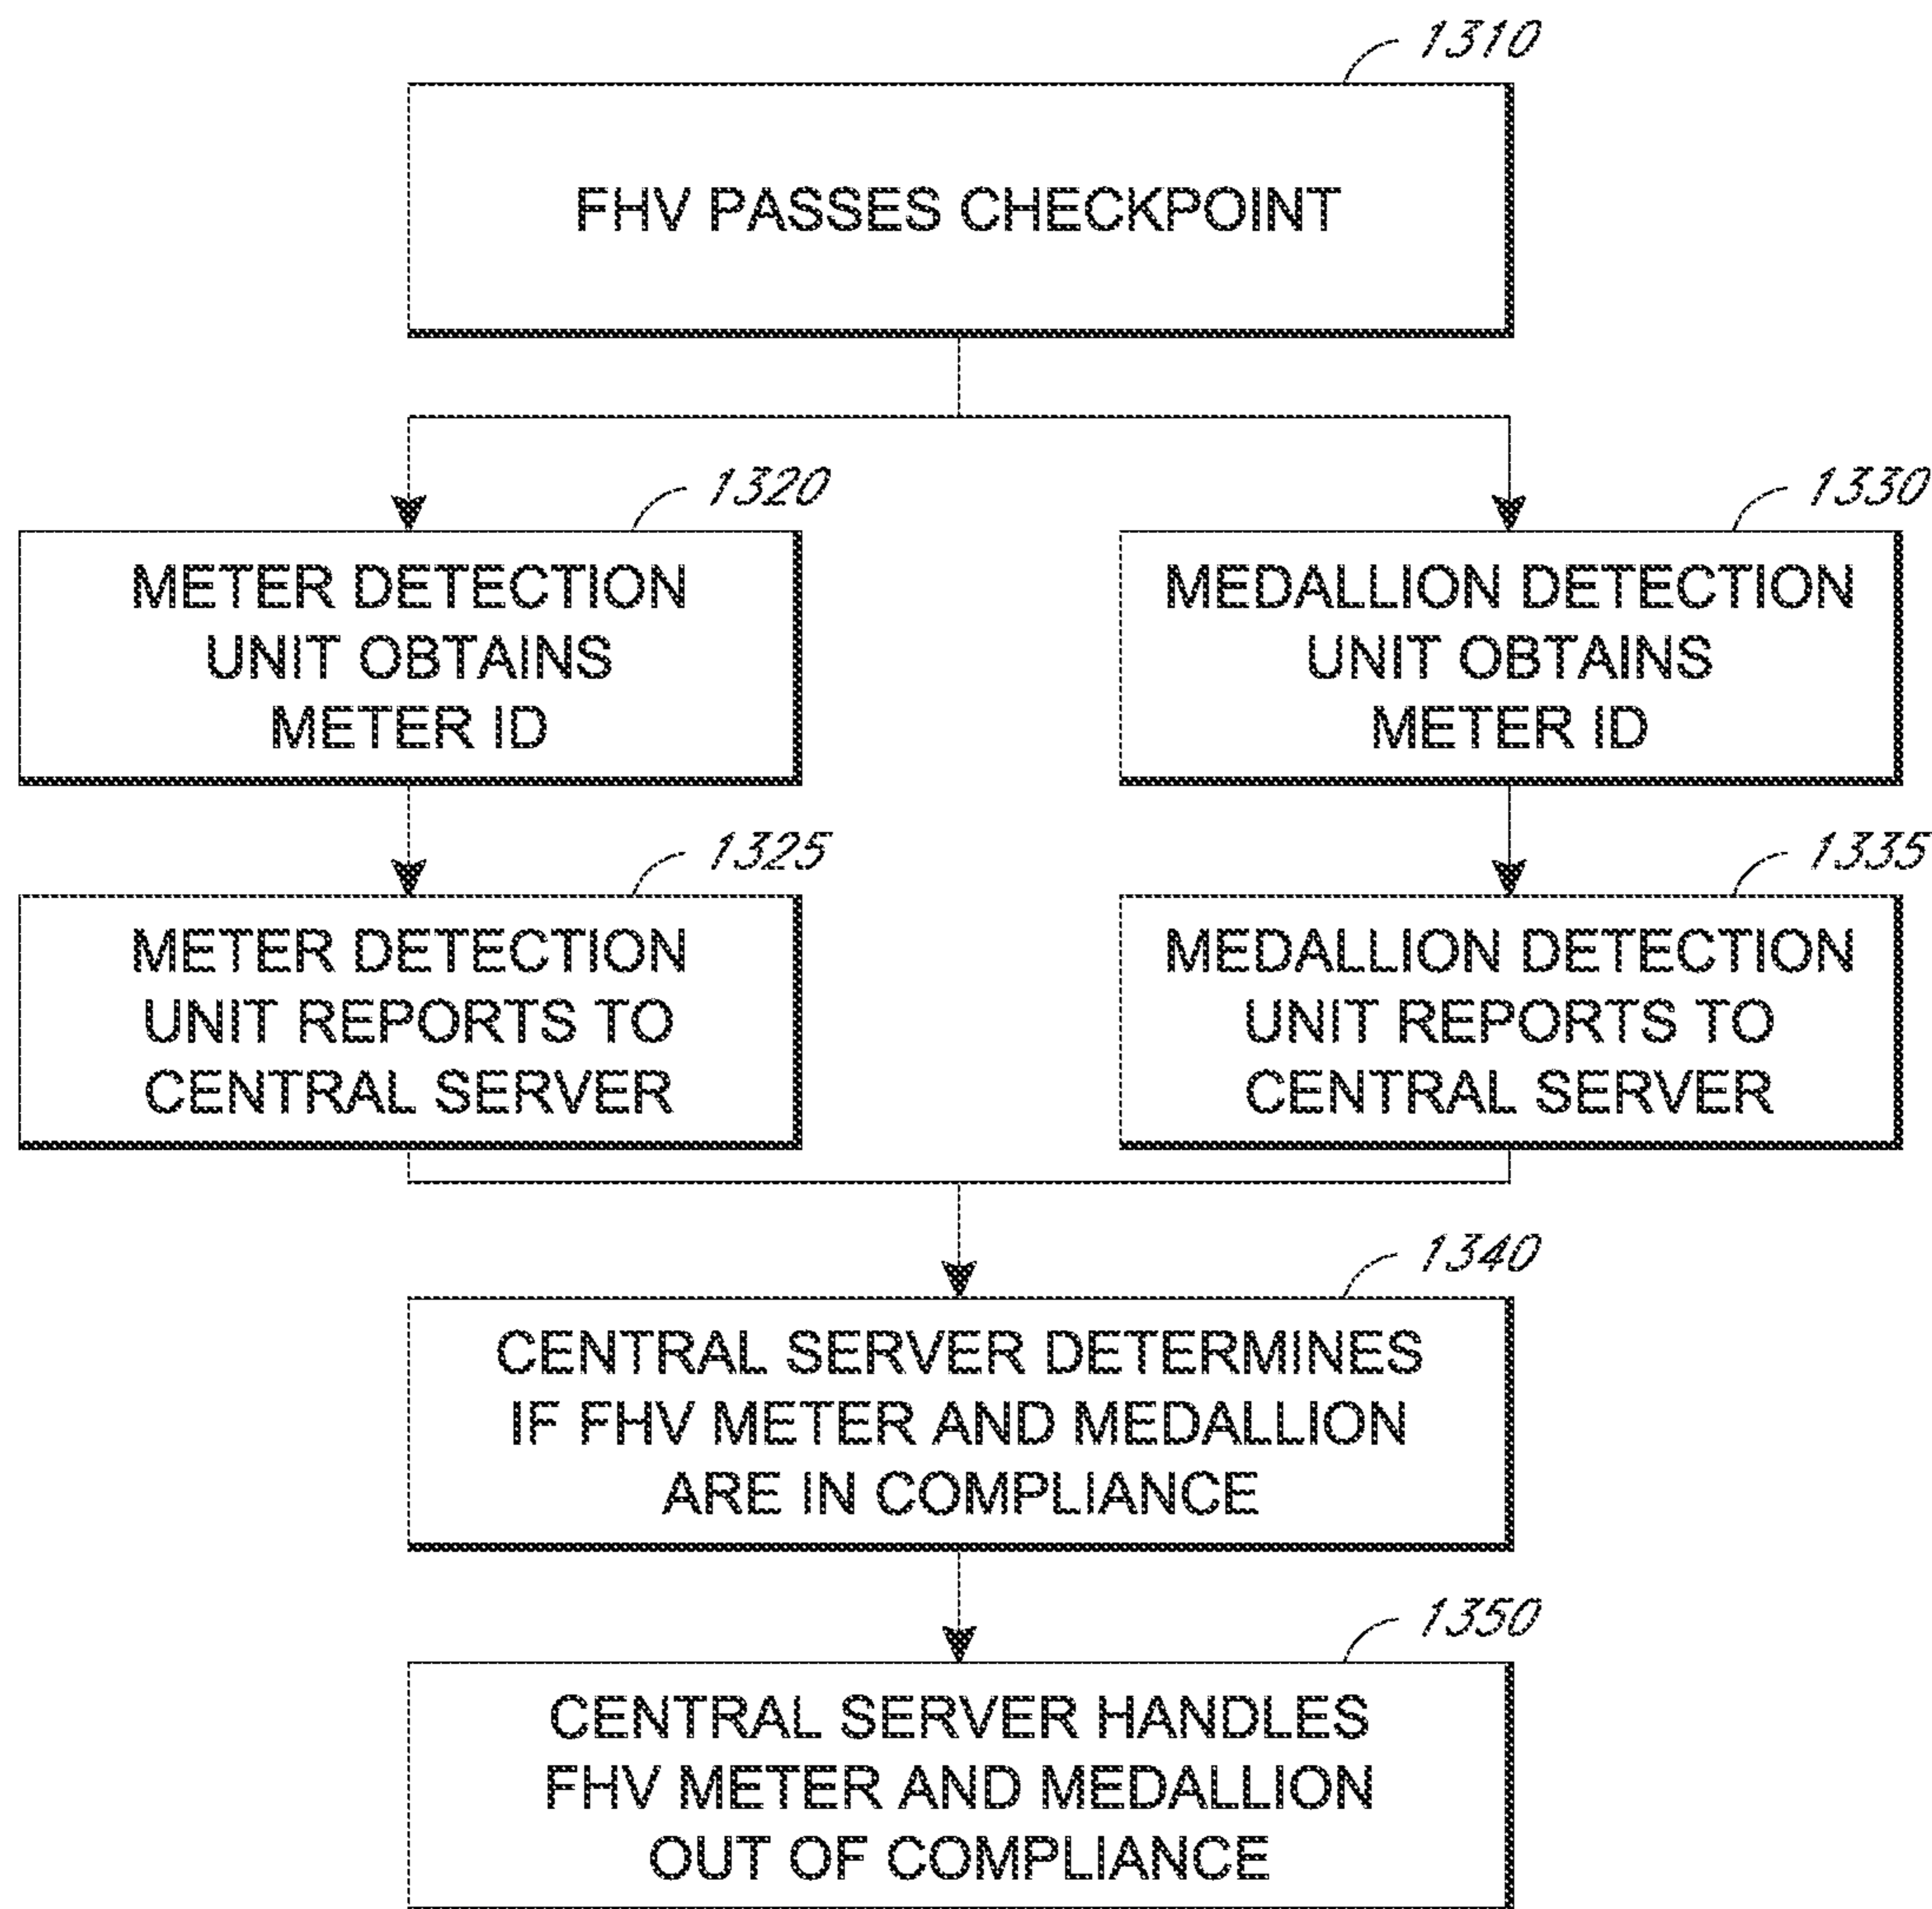 1310
FHV PASSES CHECKPOINT
1320
METER DETECTION
UNIT OBTAINS
METER ID
1330
MEDALLION DETECTION
UNIT OBTAINS
METER ID
1325
METER DETECTION
UNIT REPORTS TO
CENTRAL SERVER
1335
MEDALLION DETECTION
UNIT REPORTS TO
CENTRAL SERVER
1340
CENTRAL SERVER DETERMINES
IF FHV METER AND MEDALLION
ARE IN COMPLIANCE
1350
CENTRAL SERVER HANDLES
FHV METER AND MEDALLION
OUT OF COMPLIANCE